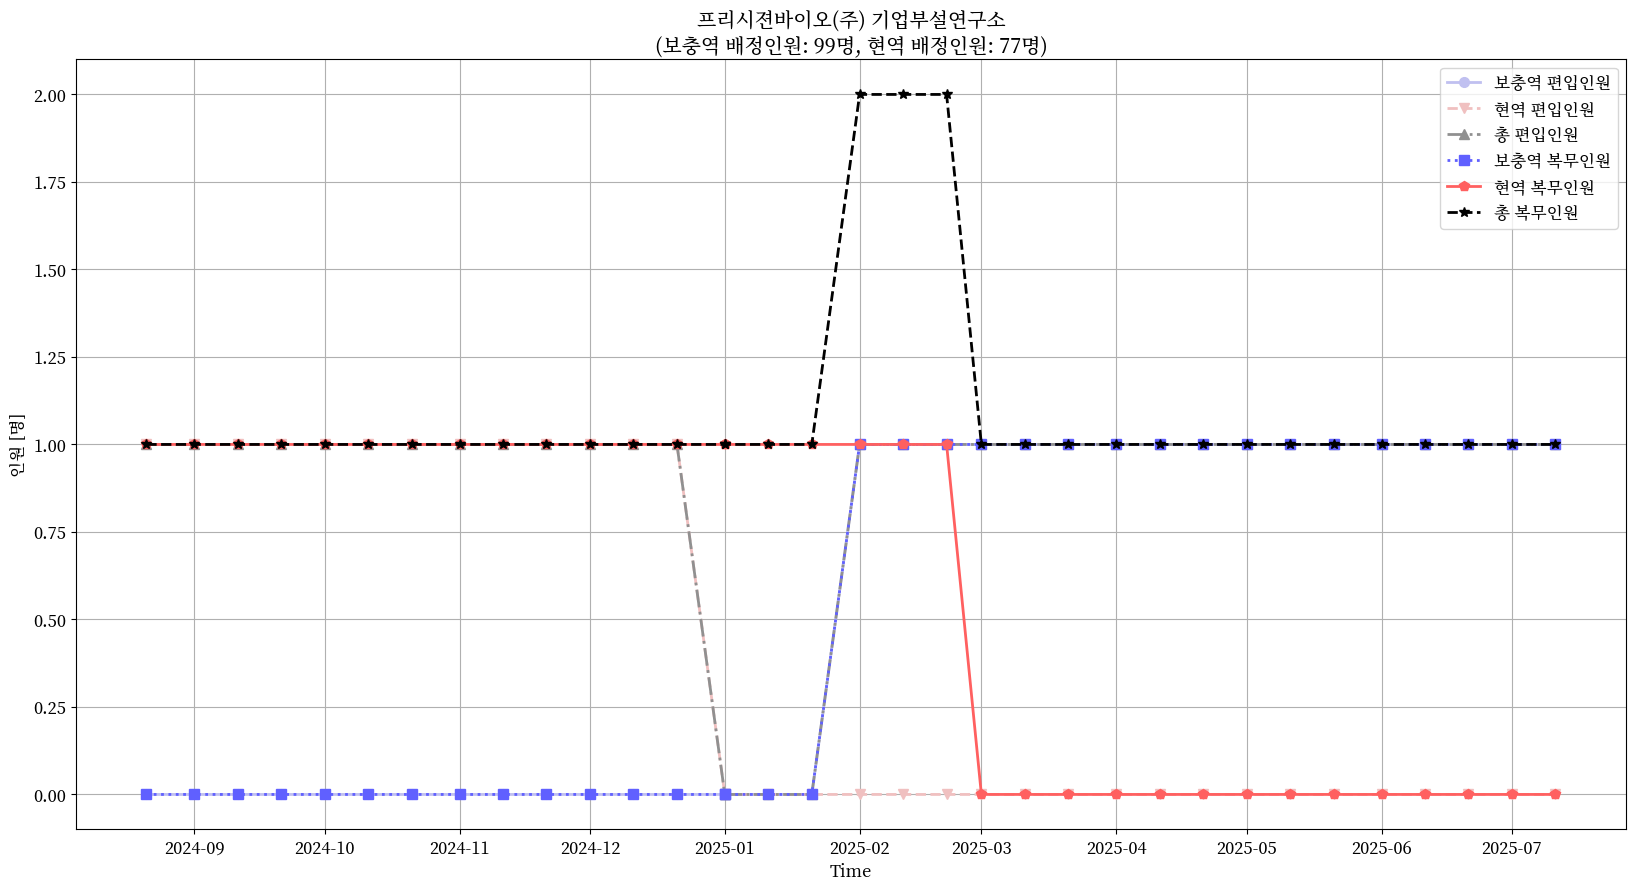 프리시젼바이오(주) 기업부설연구소
(보충역 배정인원: 99명, 현역 배정인원: 77명)
보충역 편입인원
현역 편입인원
총 편입인원
보충역 복무인원
현역 복무인원
총 복무인원
인원 [명]
2.00
1.75
1.50
1.25
1.00
0.75
0.50
0.25
0.00
2024-09
2024-10
2024-11
2024-12
2025-01
2025-02
2025-03
2025-04
2025-05
2025-06
2025-07
Time